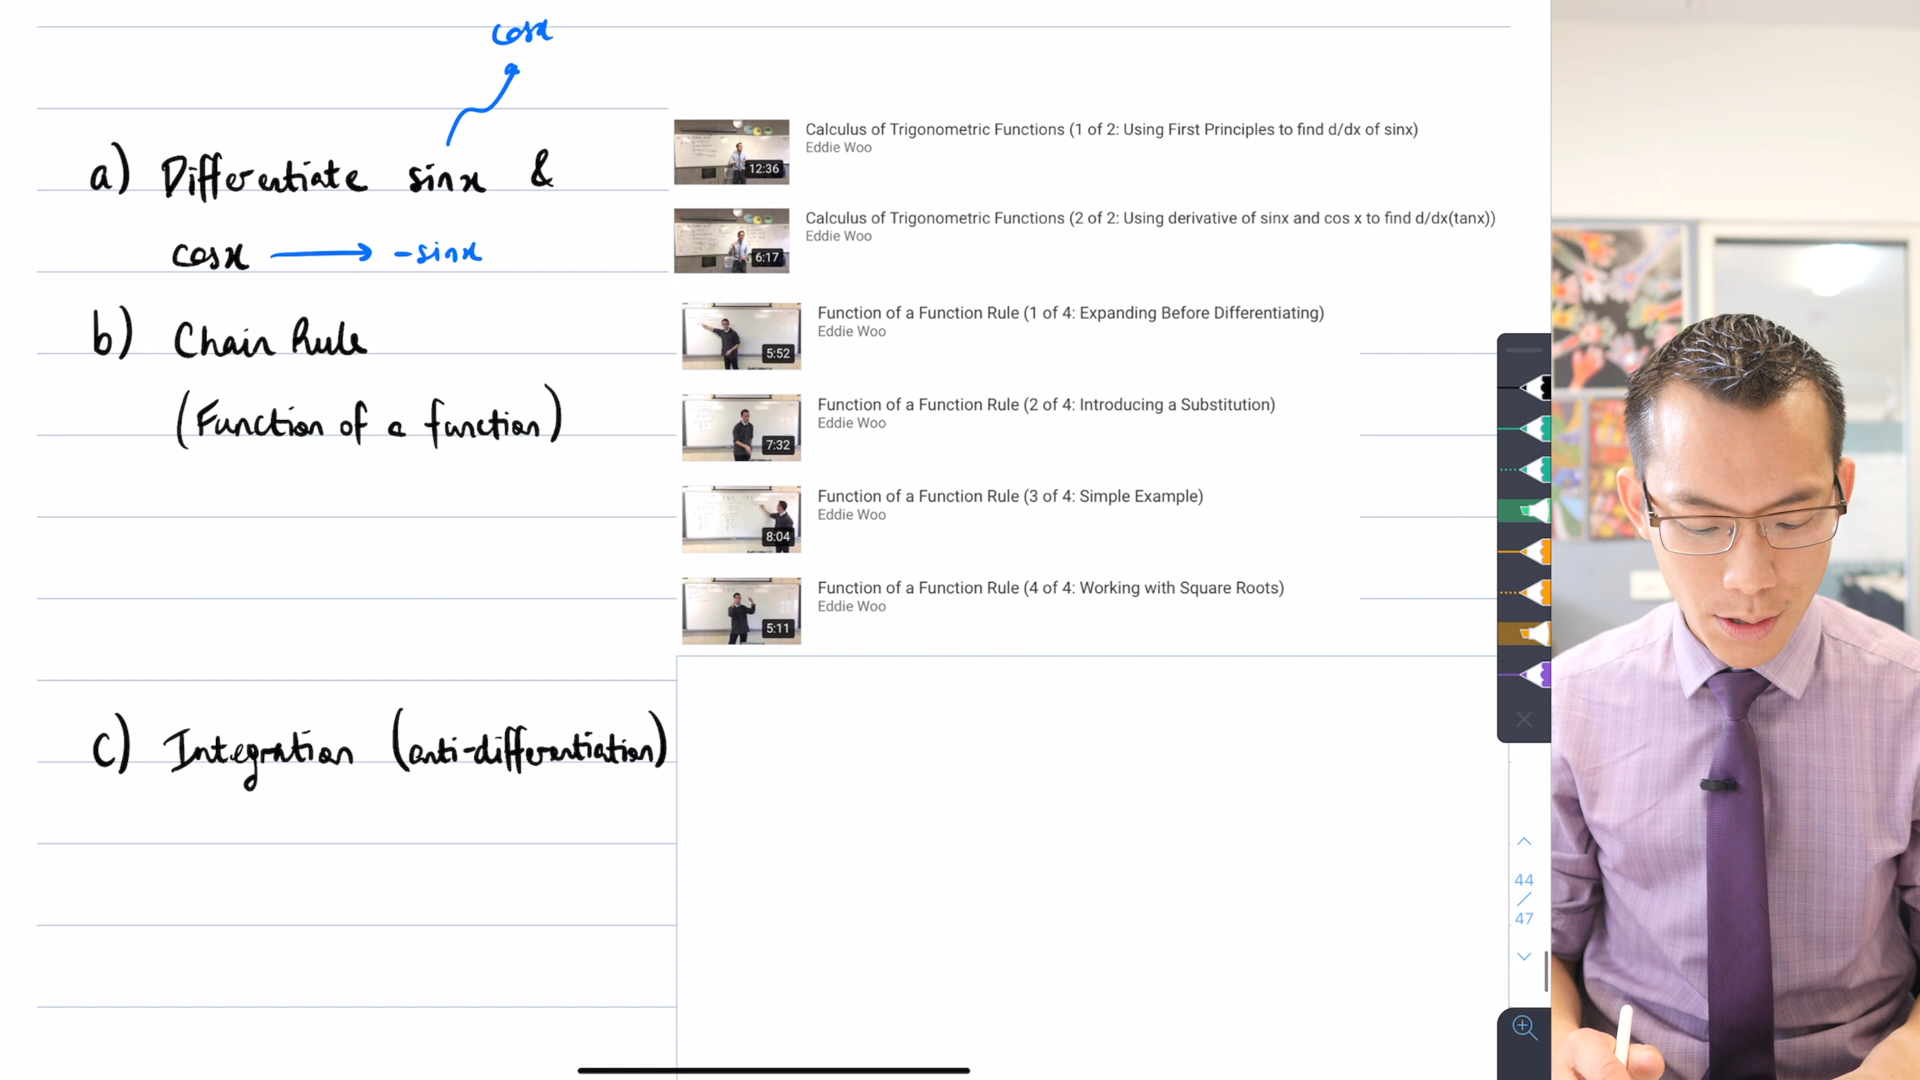 cosx
a) Differentiate sinx &
cosx → -sinx
b) Chain Rule
(Function of a function)
c) Integration (anti-differentiation)
Calculus of Trigonometric Functions (1 of 2: Using First Principles to find d/dx of sinx)
Eddie Woo
12:36
Calculus of Trigonometric Functions (2 of 2: Using derivative of sinx and cos x to find d/dx(tanx))
Eddie Woo
6:17
Function of a Function Rule (1 of 4: Expanding Before Differentiating)
Eddie Woo
5:52
Function of a Function Rule (2 of 4: Introducing a Substitution)
Eddie Woo
7:32
Function of a Function Rule (3 of 4: Simple Example)
Eddie Woo
8:04
Function of a Function Rule (4 of 4: Working with Square Roots)
Eddie Woo
5:11
44
/
47